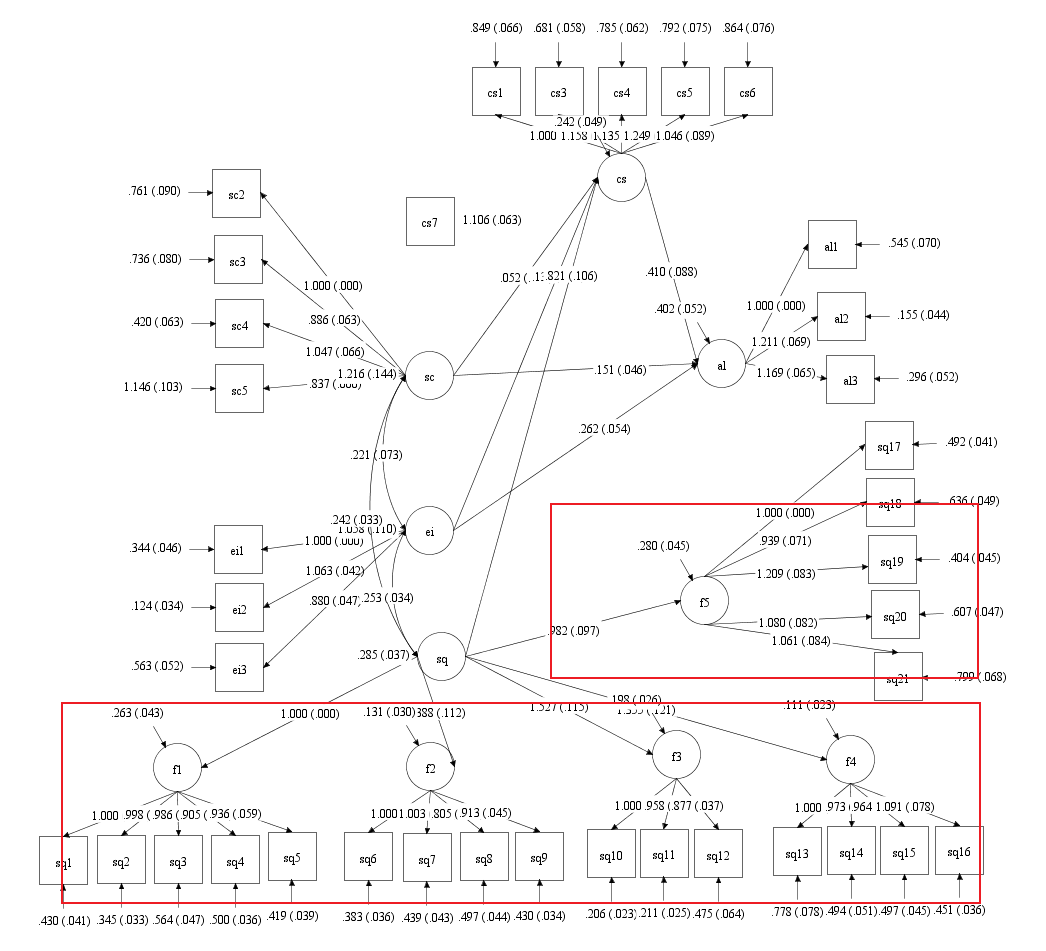 .849 (.066) .681 (.058) .785 (.062) .792 (.075) .864 (.076)
cs1 cs3 cs4 cs5 cs6
.242 (.049)
1.000 1.158 1.135 1.249 1.046 (.089)
cs
.761 (.090) sc2
cs7 1.106 (.063)
.736 (.080) sc3
al1 .545 (.070)
.052 (. .821 (.106) .410 (.088)
1.000 (.000)
1.000 (.000)
.402 (.052)
.420 (.063) sc4
.886 (.063)
al2 .155 (.044)
1.211 (.069)
1.047 (.066)
1.216 (.144)
sc
.151 (.046)
al
1.169 (.065)
al3 .296 (.052)
1.146 (.103) sc5
.837
.262 (.054)
.221 (.073)
sq17 .492 (.041)
sq18 .636 (.049)
1.000 (.000)
.242 (.033)
ei
.344 (.046) ei1
1.000 (.000)
.939 (.071)
.280 (.045)
sq19 .404 (.045)
1.063 (.042)
1.209 (.083)
.124 (.034) ei2
.880 (.047)
.253 (.034)
f5
sq20 .607 (.047)
1.080 (.082)
.982 (.097)
1.061 (.084)
.563 (.052) ei3
.285 (.037)
sq
sq21 .799 (.068)
.198 (.026)
.263 (.043)
1.000 (.000)
.131 (.030) (.112)
1.527 (.115)
(.121)
.111 (.023)
f1 f2 f3 f4
1.000 .998 (. .986 (. .905 (. .936 (.059)
1.000 1.003 .805 .913 (.045)
1.000 .958 (. .877 (.037)
1.000 .973 .964 1.091 (.078)
sq1 sq2 sq3 sq4 sq5 sq6 sq7 sq8 sq9 sq10 sq11 sq12 sq13 sq14 sq15 sq16
.430 (.041) .345 (.033) .564 (.047) .500 (.036) .419 (.039) .383 (.036) .439 (.043) .497 (.044) .430 (.034) .206 (.023) .211 (.025) .475 (.064) .778 (.078) .494 (.051) .497 (.045) .451 (.036)